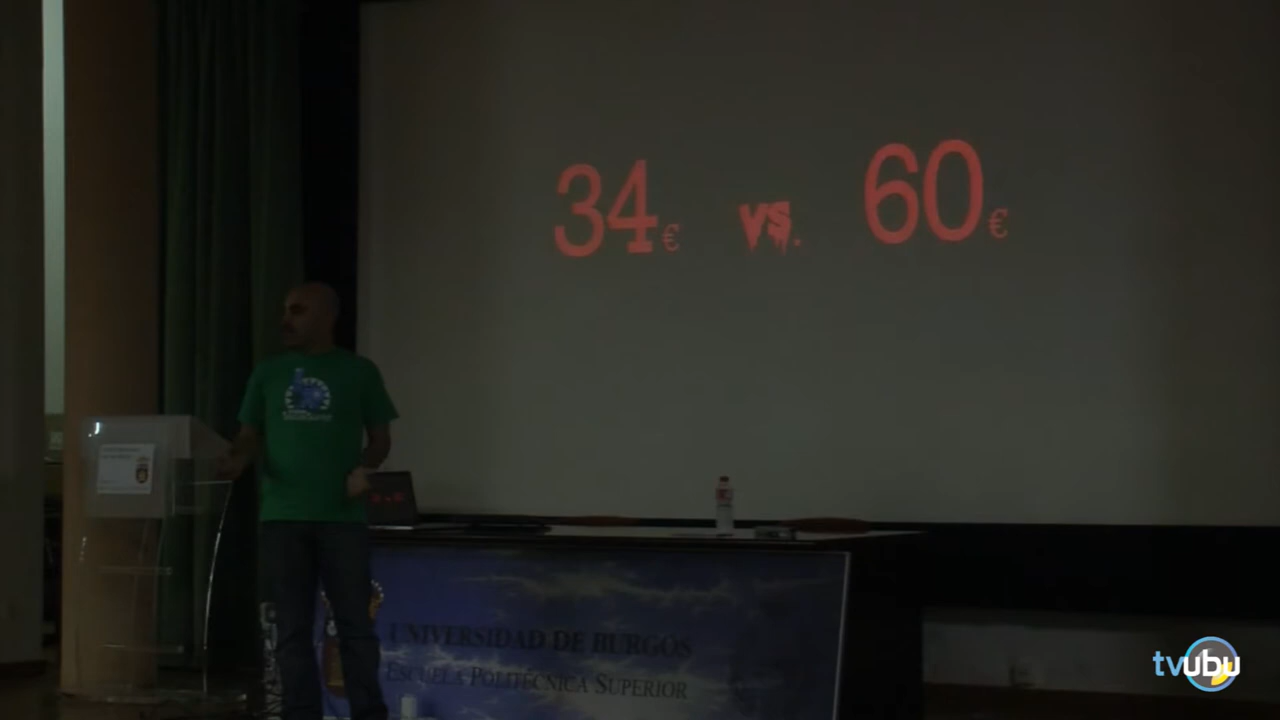 34€ vs. 60€
UNIVERSIDAD DE BURGOS
ESCUELA POLITÉCNICA SUPERIOR
tvubu